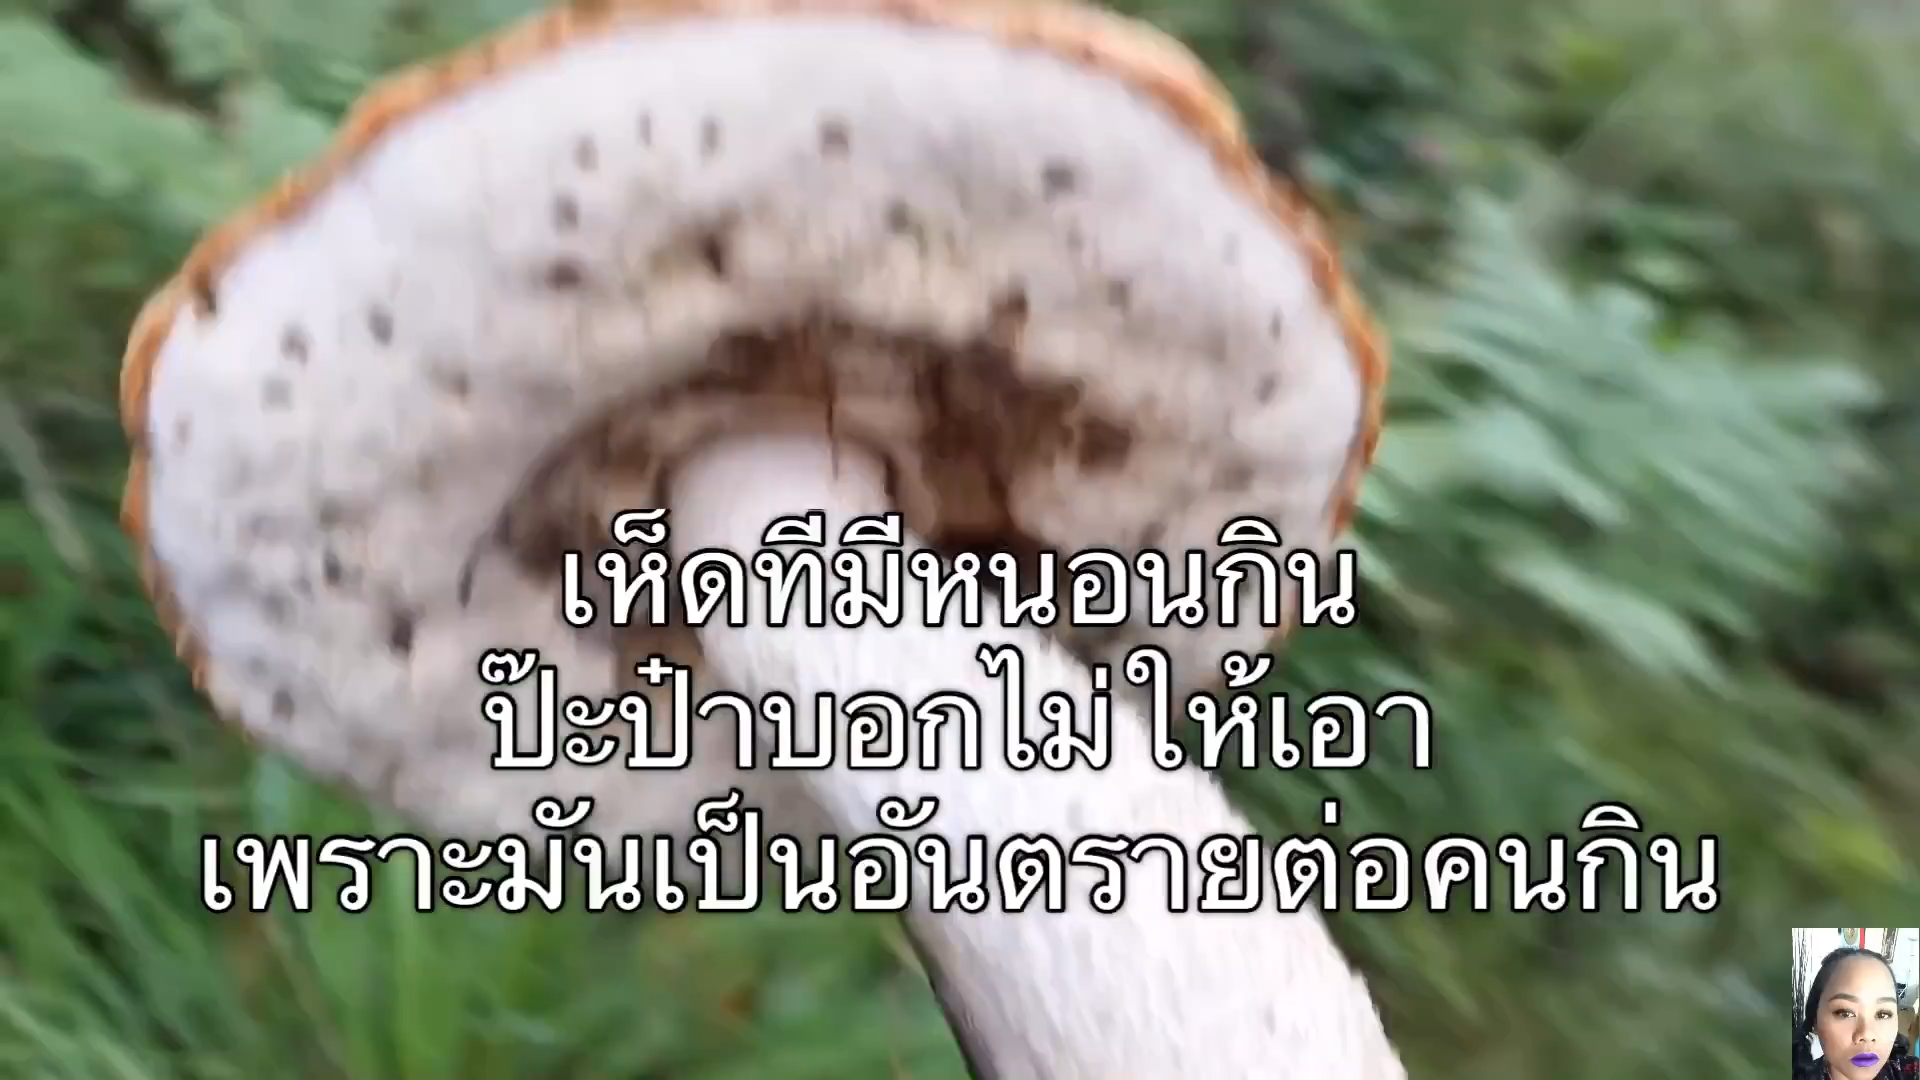 เห็ดที่มีหนอนกิน
ป๊ะป๋าบอกไม่ให้เอา
เพราะมันเป็นอันตรายต่อคนกิน